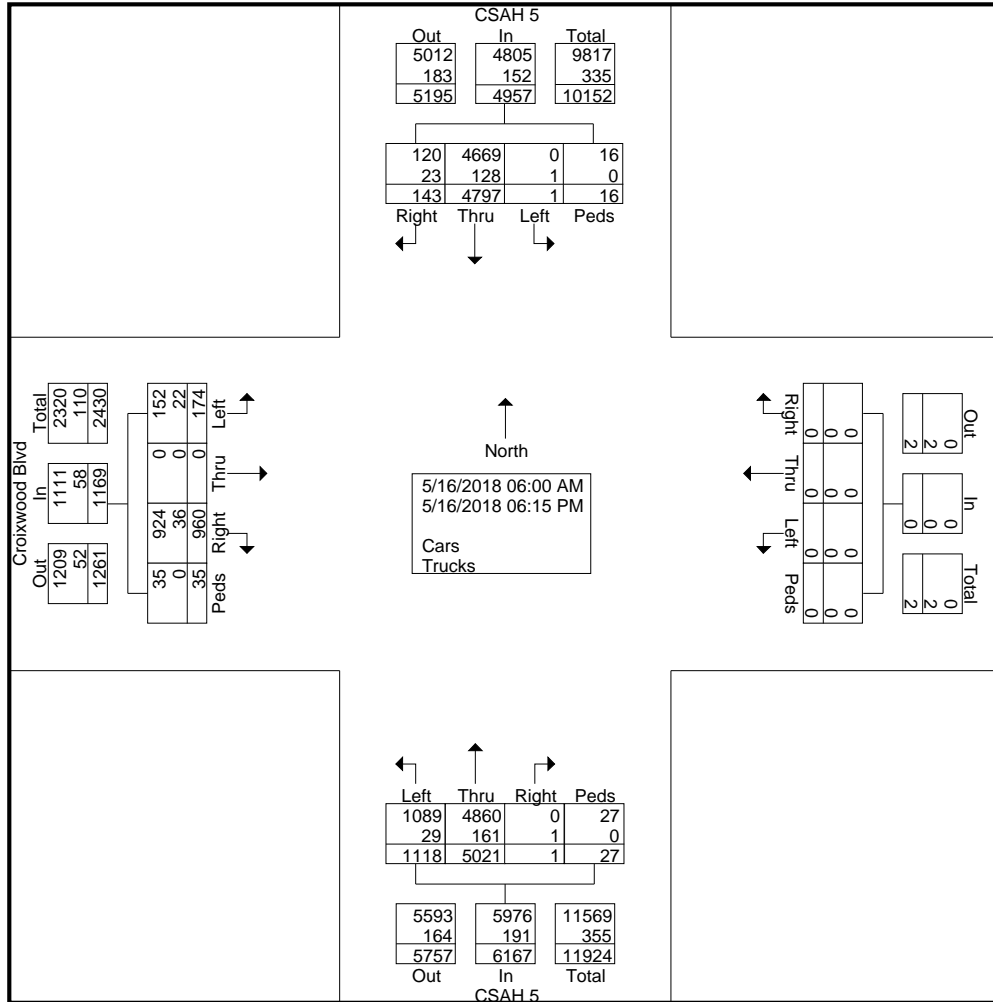 CSAH 5
Out In Total
5012 4805 9817
183 152 335
5195 4957 10152
120 4669 0 16
23 128 1 0
143 4797 1 16
Right Thru Left Peds
Croixwood Blvd
Total In Out
2320 1111 1209
110 58 52
2430 1169 1261
152 0 924 35
22 0 36 0
174 0 960 35
Left Thru Right Peds
North
5/16/2018 06:00 AM
5/16/2018 06:15 PM
Cars
Trucks
Right Thru Left Peds
0 0 0 0
0 0 0 0
0 0 0 0
Out In Total
0 0 0
2 0 2
2 0 2
Left Thru Right Peds
1089 4860 0 27
29 161 1 0
1118 5021 1 27
5593 5976 11569
164 191 355
5757 6167 11924
Out In Total
CSAH 5